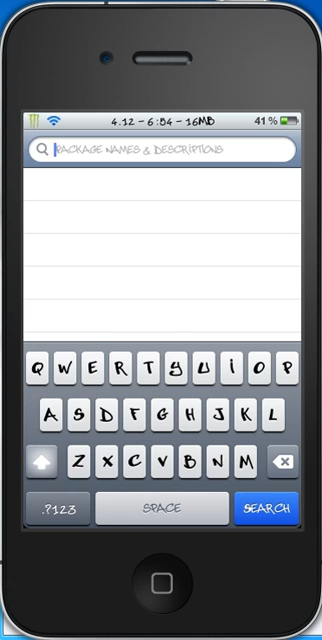 4.12 - 6:54 - 16MB 41%
PACKAGE NAMES & DESCRIPTIONS
Q W E R T Y U I O P
A S D F G H J K L
Z X C V B N M
.?123 SPACE SEARCH